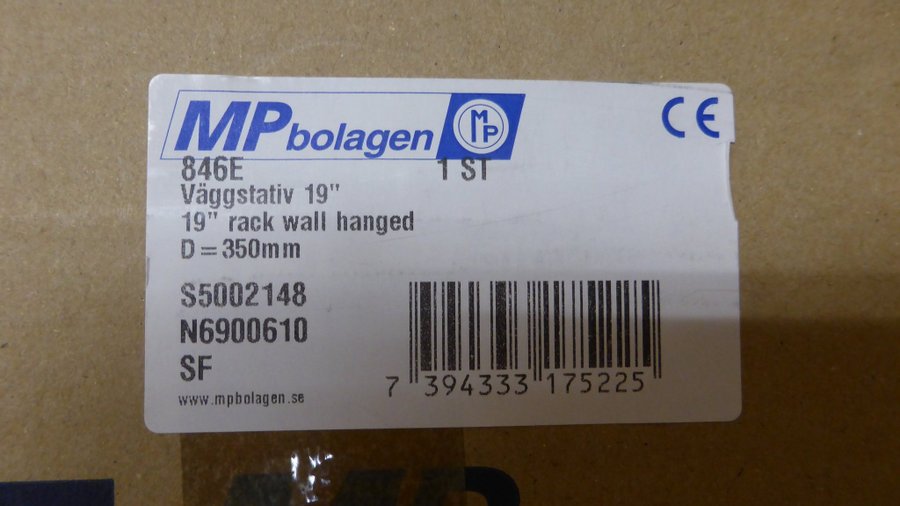 MPbolagen MP CE
846E 1 ST
Väggstativ 19"
19" rack wall hanged
D=350mm
S5002148
N6900610
SF
www.mpbolagen.se
7 394333 175225